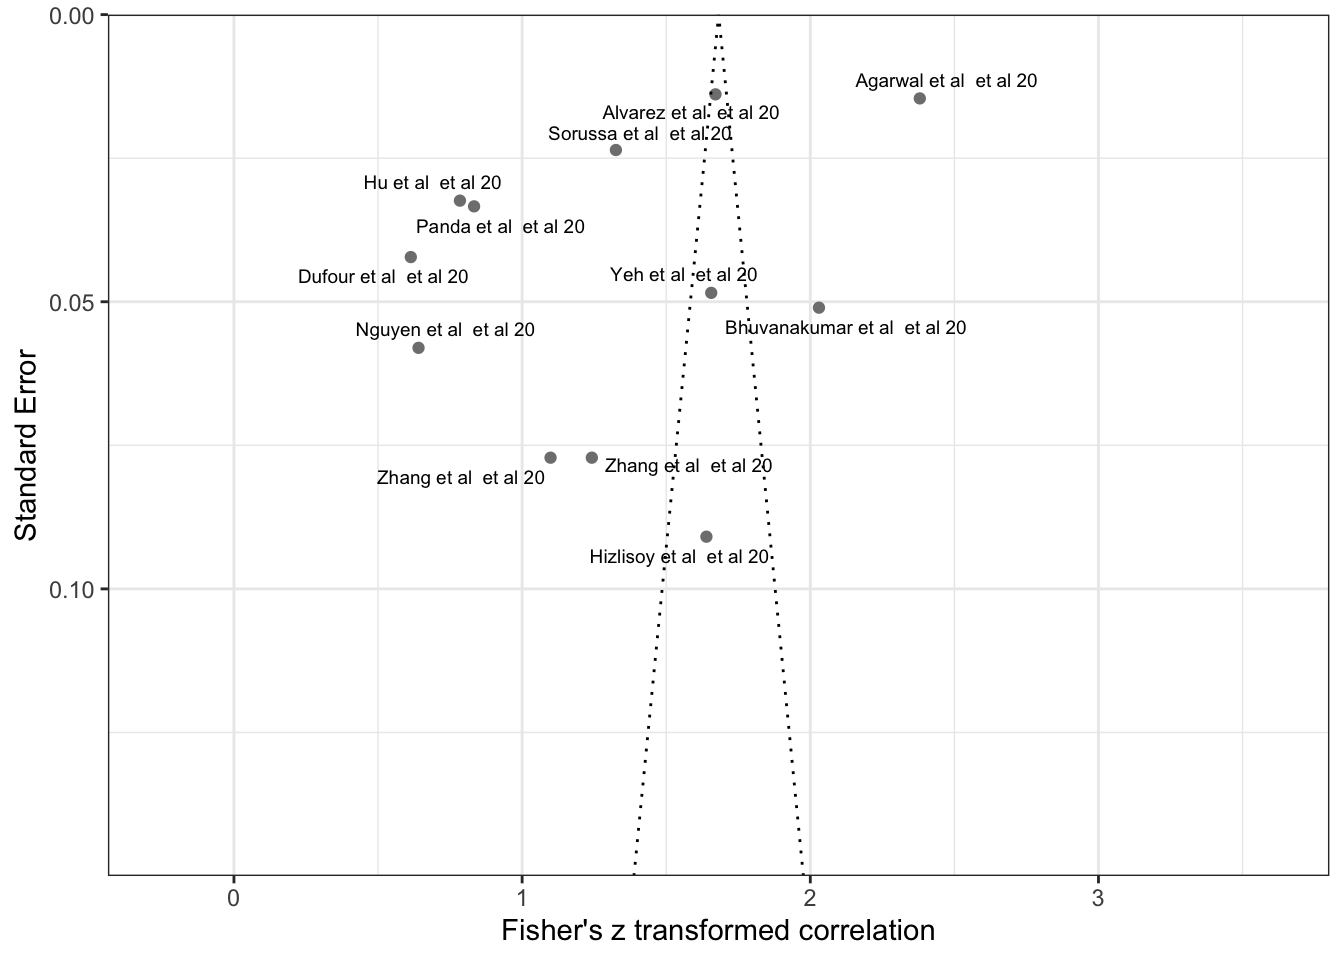 0.00
Agarwal et al  et al 20
Alvarez et al  et al 20
Sorussa et al  et al 20
Hu et al  et al 20
Panda et al  et al 20
Dufour et al  et al 20
Yeh et al  et al 20
0.05
Bhuvanakumar et al  et al 20
Nguyen et al  et al 20
Standard Error
Zhang et al  et al 20
Zhang et al  et al 20
Hizlisoy et al  et al 20
0.10
0
1
2
3
Fisher's z transformed correlation